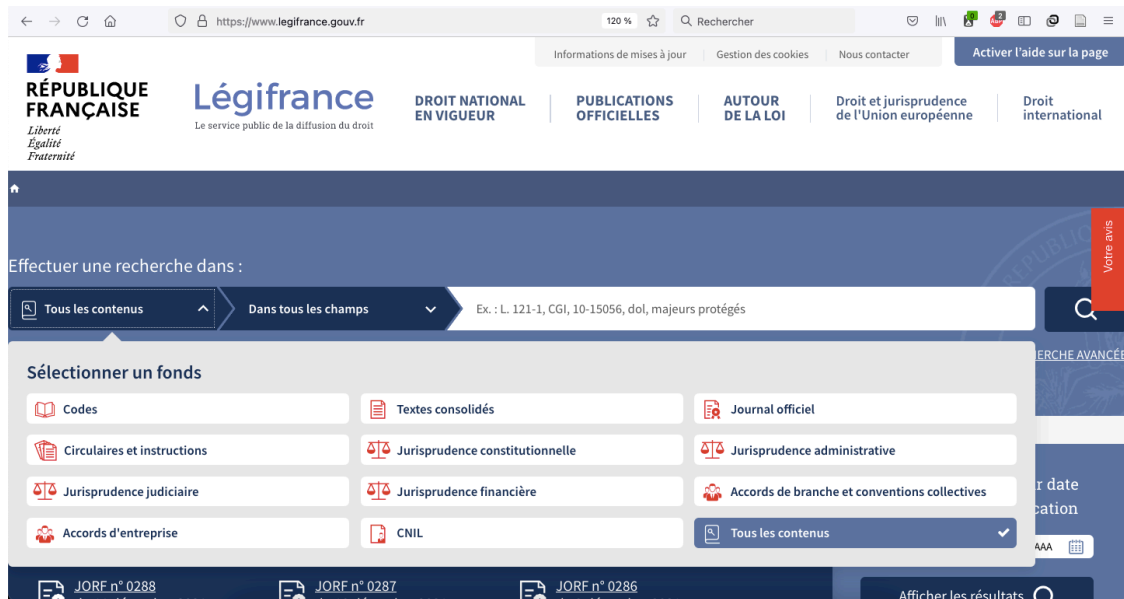 https://www.legifrance.gouv.fr
120 %
Rechercher
Informations de mises à jour
Gestion des cookies
Nous contacter
Activer l'aide sur la page
RÉPUBLIQUE
FRANÇAISE
Liberté
Égalité
Fraternité
Légifrance
Le service public de la diffusion du droit
DROIT NATIONAL
EN VIGUEUR
PUBLICATIONS
OFFICIELLES
AUTOUR
DE LA LOI
Droit et jurisprudence
de l'Union européenne
Droit
international
Votre avis
Effectuer une recherche dans :
Tous les contenus
Dans tous les champs
Ex. : L. 121-1, CGI, 10-15056, dol, majeurs protégés
ERCHE AVANCÉE
Sélectionner un fonds
Codes
Textes consolidés
Journal officiel
Circulaires et instructions
Jurisprudence constitutionnelle
Jurisprudence administrative
Jurisprudence judiciaire
Jurisprudence financière
Accords de branche et conventions collectives
Accords d'entreprise
CNIL
Tous les contenus
r date
cation
AAA
JORF n° 0288
JORF n° 0287
JORF n° 0286
Afficher les résultats